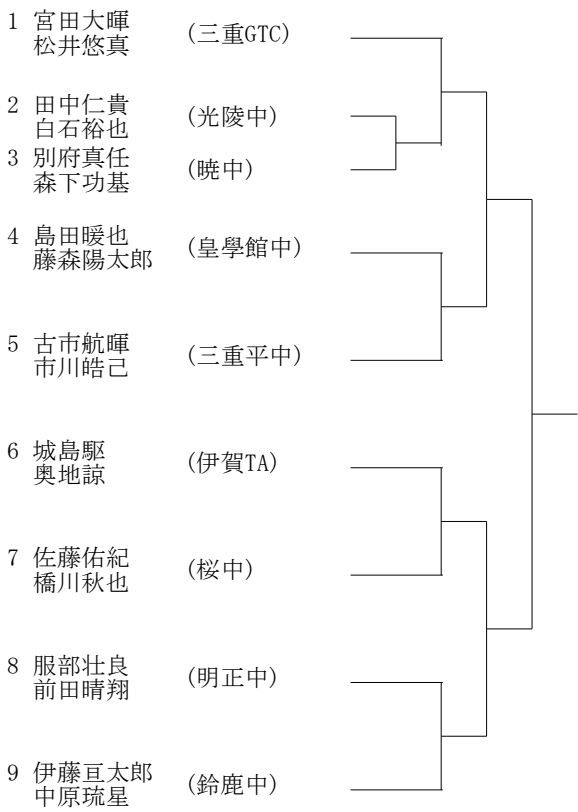 1 宮田大暉 (三重GTC)
松井悠真
2 田中仁貴 (光陵中)
白石裕也
3 別府真任 (暁中)
森下功基
4 島田暖也 (皇學館中)
藤森陽太郎
5 古市航暉 (三重平中)
市川皓己
6 城島駆 (伊賀TA)
奥地諒
7 佐藤佑紀 (桜中)
橋川秋也
8 服部壮良 (明正中)
前田晴翔
9 伊藤亘太郎 (鈴鹿中)
中原琉星